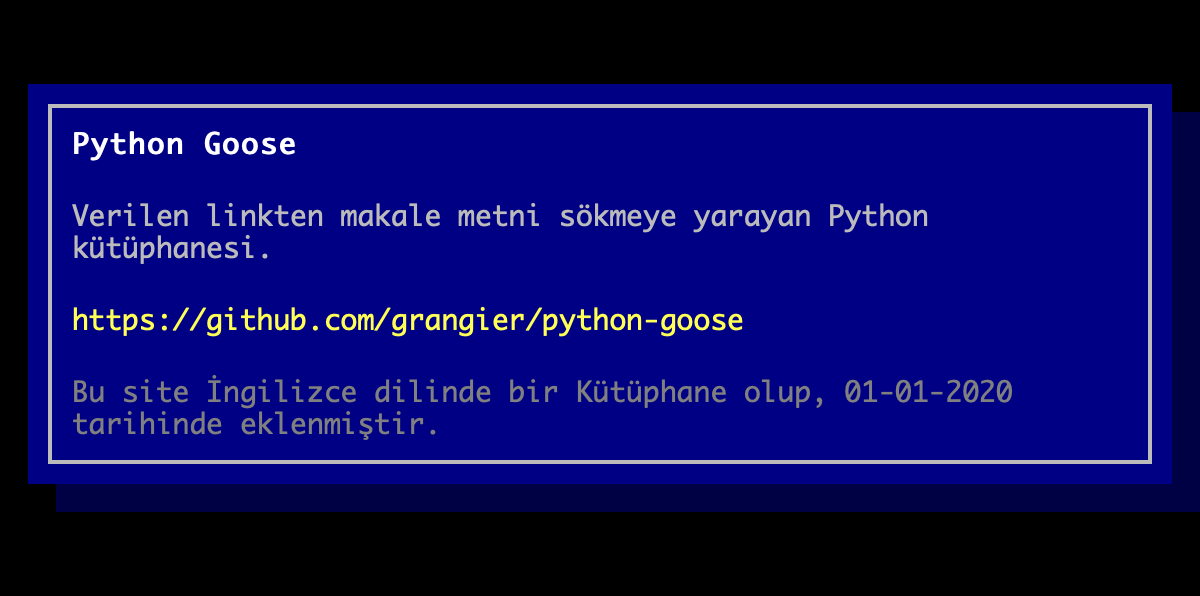 Python Goose
Verilen linkten makale metni sökmeye yarayan Python
kütüphanesi.
https://github.com/grangier/python-goose
Bu site İngilizce dilinde bir Kütüphane olup, 01-01-2020
tarihinde eklenmiştir.